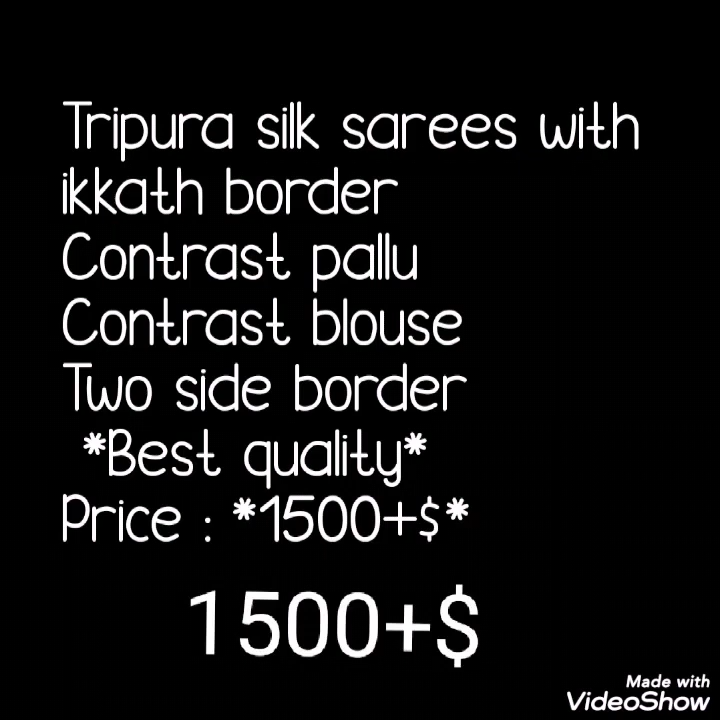 Tripura silk sarees with
ikkath border
Contrast pallu
Contrast blouse
Two side border
*Best quality*
Price : *1500+$*
1500+$
Made with
VideoShow